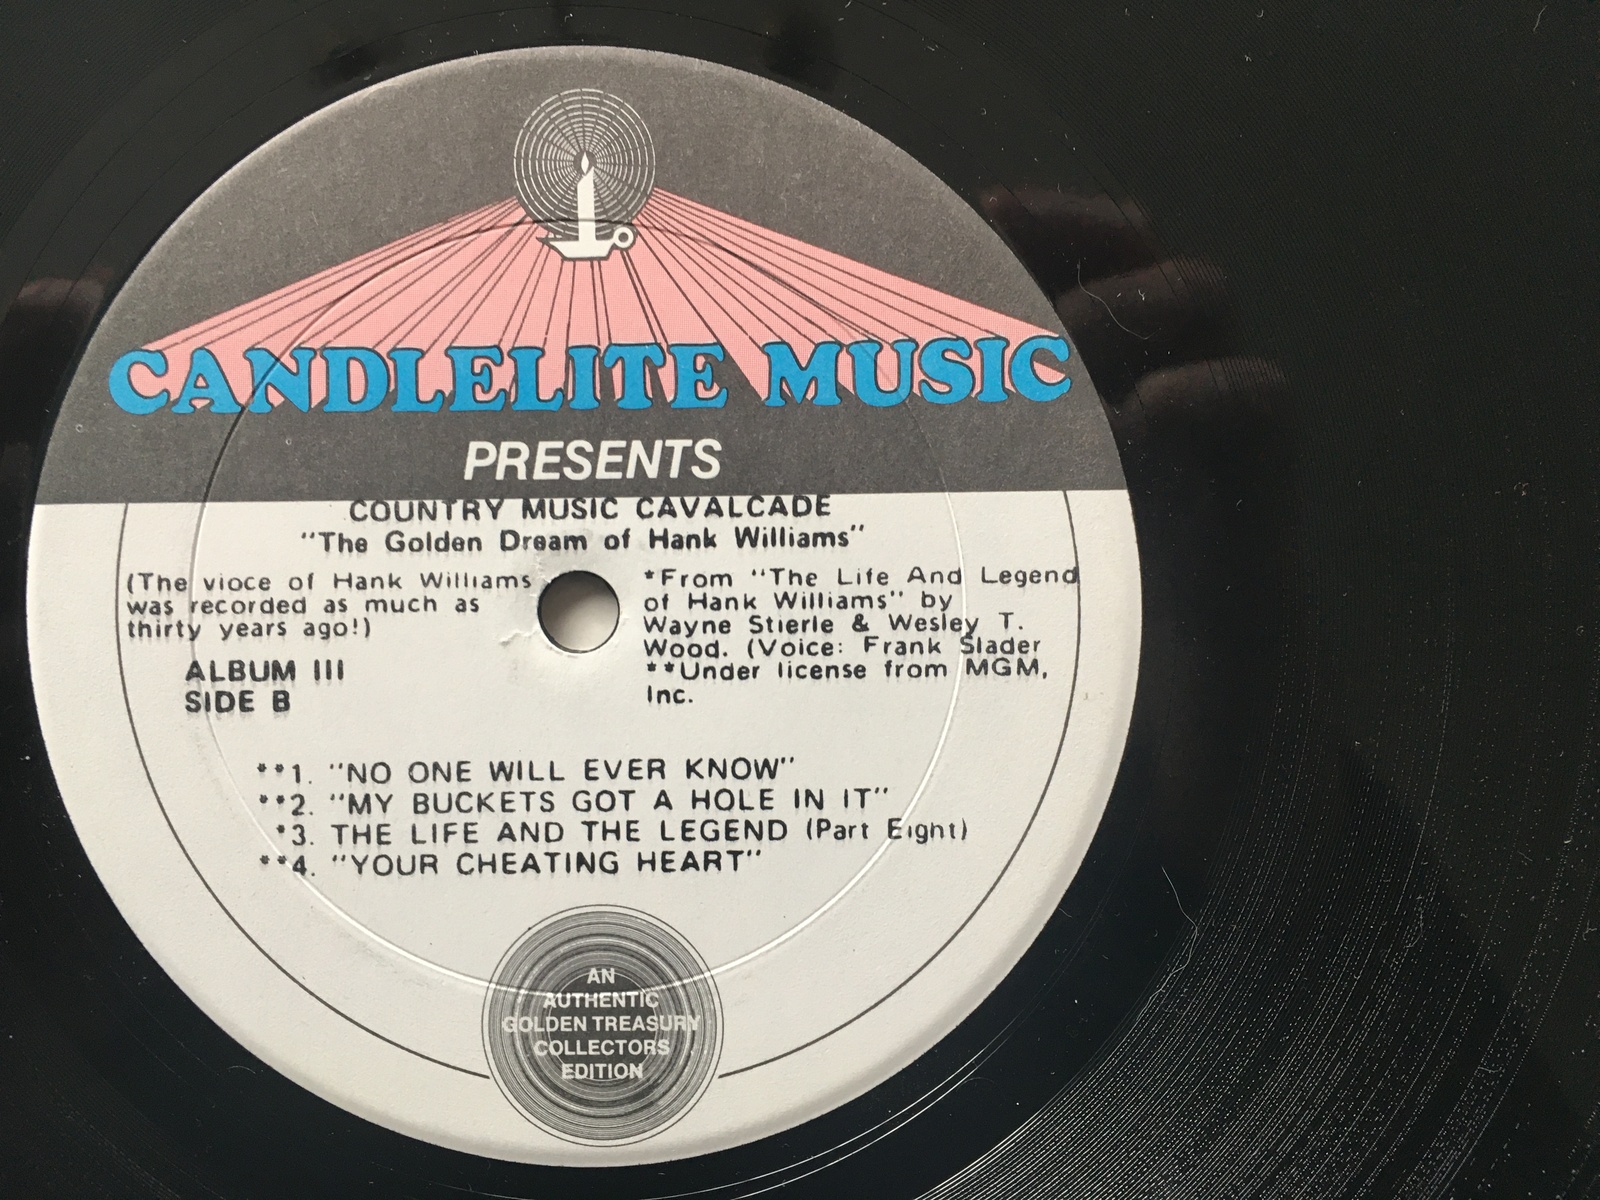 CANDLELITE MUSIC
PRESENTS
COUNTRY MUSIC CAVALCADE
"The Golden Dream of Hank Williams"
(The vioce of Hank Williams
was recorded as much as
thirty years ago!)
ALBUM III
SIDE B
*From "The Life And Legend
of Hank Williams" by
Wayne Stierle & Wesley T.
Wood. (Voice: Frank Slader
**Under license from MGM,
Inc.
**1. "NO ONE WILL EVER KNOW"
**2. "MY BUCKETS GOT A HOLE IN IT"
*3. THE LIFE AND THE LEGEND (Part Eight)
**4. "YOUR CHEATING HEART"
AN
AUTHENTIC
GOLDEN TREASURY
COLLECTORS
EDITION